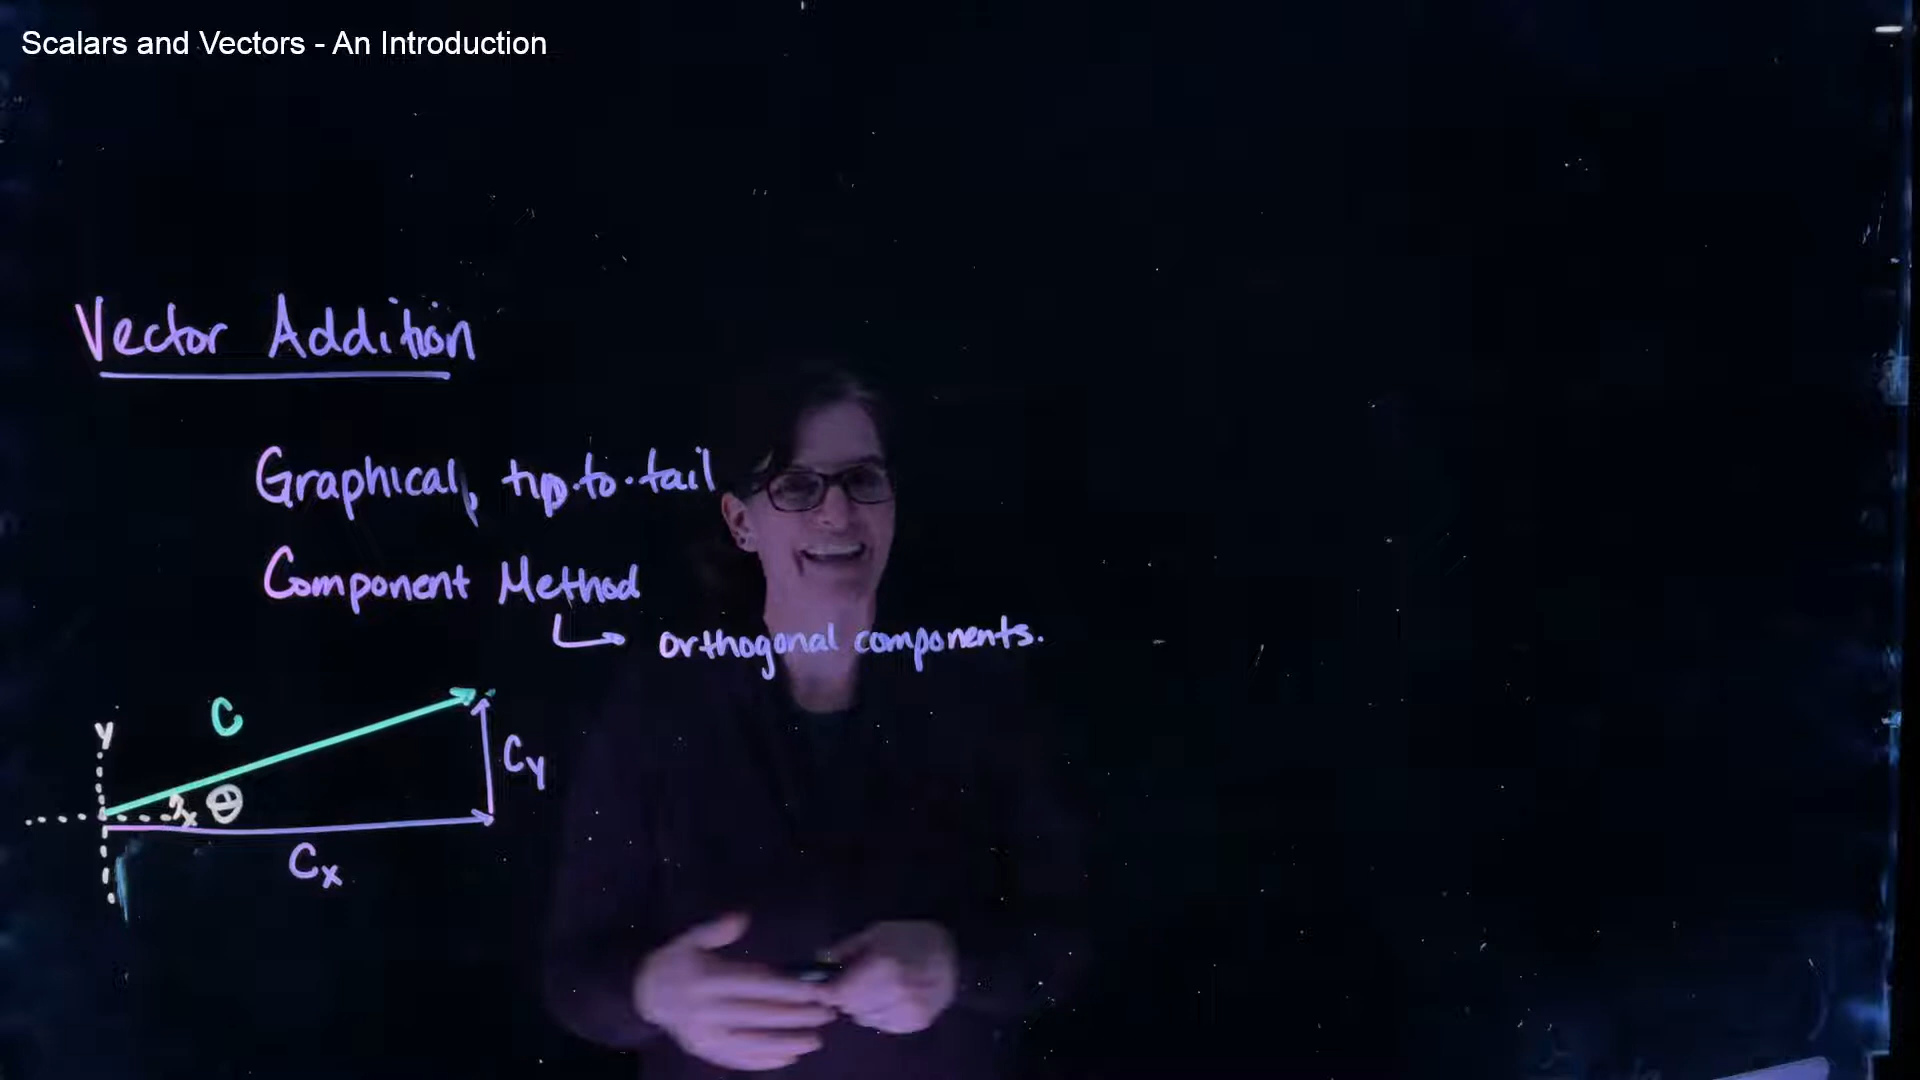 Scalars and Vectors - An Introduction
Vector Addition
Graphical, tip-to-tail
Component Method
orthogonal components.
C
y
Cy
θ
Cx